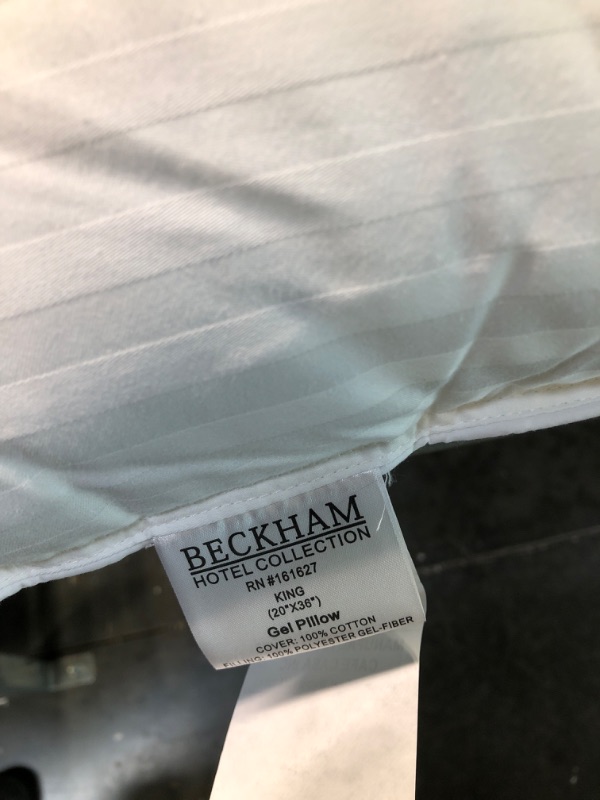 BECKHAM
HOTEL COLLECTION
RN #161627
KING
(20"X36")
Gel Pillow
COVER: 100% COTTON
FILLING: 100% POLYESTER GEL-FIBER